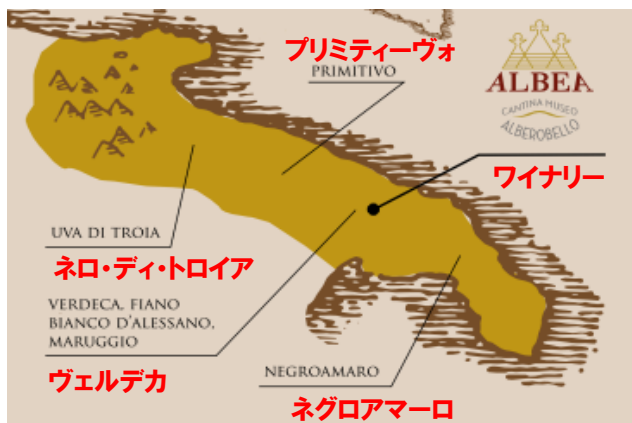 プリミティーヴォ
PRIMITIVO
ALBEA
CANTINA MUSEO
ALBEROBELLO
ワイナリー
UVA DI TROIA
ネロ・ディ・トロイア
VERDECA, FIANO
BIANCO D'ALESSANO,
MARUGGIO
ヴェルデカ
NEGROAMARO
ネグロアマーロ